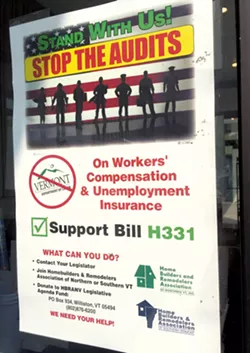 Stand With Us!
STOP THE AUDITS
VERMONT
On Workers'
Compensation
& Unemployment
Insurance
Support Bill H331
WHAT CAN YOU DO?
• Contact Your Legislator
• Join Homebuilders & Remodelers
Association of Northern or Southern VT
• Donate to HBRANV Legislative
Agenda Fund:
PO Box 934, Williston, VT 05494
WE NEED YOUR HELP!
Home
Builders and
Remodelers
Association
Home
Builders &
Remodelers
Association